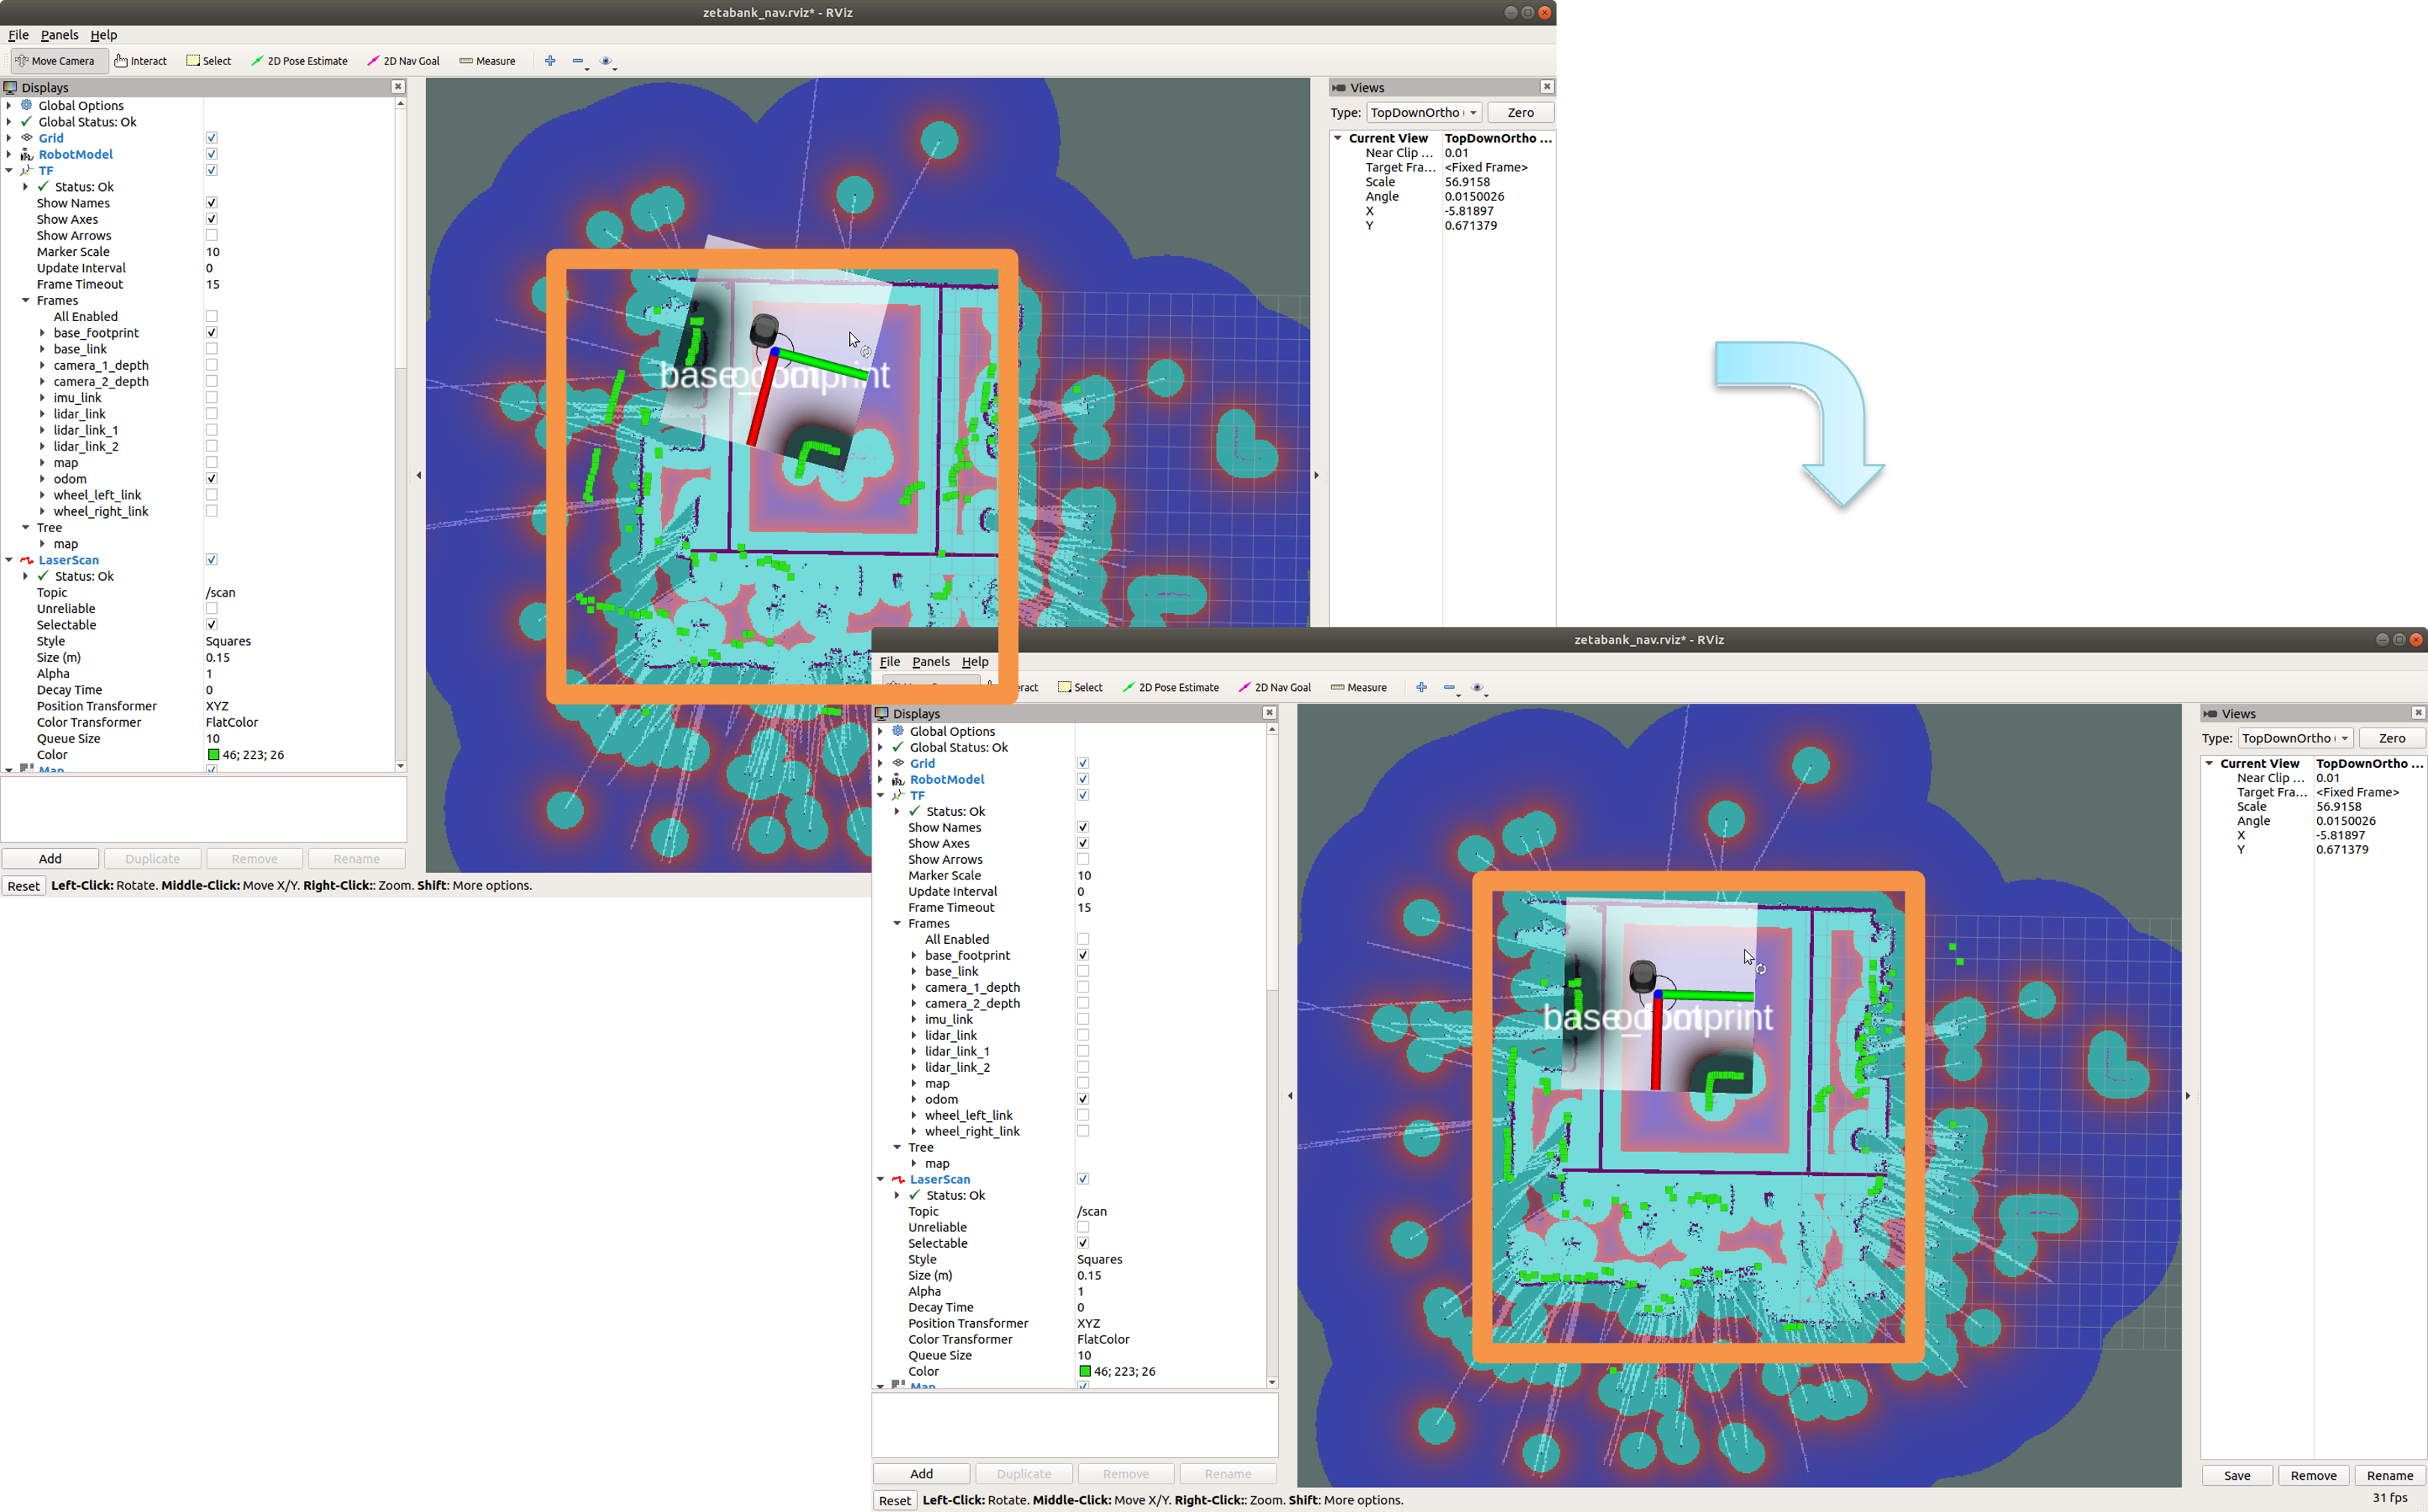 zetabank_nav.rviz* - RViz
File Panels Help
Move Camera Interact Select 2D Pose Estimate 2D Nav Goal Measure
Displays
Global Options
Global Status: Ok
Grid
RobotModel
TF
Status: Ok
Show Names
Show Axes
Show Arrows
Marker Scale 10
Update Interval 0
Frame Timeout 15
Frames
All Enabled
base_footprint
base_link
camera_1_depth
camera_2_depth
imu_link
lidar_link
lidar_link_1
lidar_link_2
map
odom
wheel_left_link
wheel_right_link
Tree
map
LaserScan
Status: Ok
Topic /scan
Unreliable
Selectable
Style Squares
Size (m) 0.15
Alpha 1
Decay Time 0
Position Transformer XYZ
Color Transformer FlatColor
Queue Size 10
Color 46; 223; 26
Map
Add Duplicate Remove Rename
Reset Left-Click: Rotate. Middle-Click: Move X/Y. Right-Click:: Zoom. Shift: More options.
Views
Type: TopDownOrtho Zero
Current View TopDownOrtho ...
Near Clip ... 0.01
Target Fra... <Fixed Frame>
Scale 56.9158
Angle 0.0150026
X -5.81897
Y 0.671379
zetabank_nav.rviz* - RViz
File Panels Help
eract Select 2D Pose Estimate 2D Nav Goal Measure
Displays
Global Options
Global Status: Ok
Grid
RobotModel
TF
Status: Ok
Show Names
Show Axes
Show Arrows
Marker Scale 10
Update Interval 0
Frame Timeout 15
Frames
All Enabled
base_footprint
base_link
camera_1_depth
camera_2_depth
imu_link
lidar_link
lidar_link_1
lidar_link_2
map
odom
wheel_left_link
wheel_right_link
Tree
map
LaserScan
Status: Ok
Topic /scan
Unreliable
Selectable
Style Squares
Size (m) 0.15
Alpha 1
Decay Time 0
Position Transformer XYZ
Color Transformer FlatColor
Queue Size 10
Color 46; 223; 26
Map
Add Duplicate Remove Rename
Reset Left-Click: Rotate. Middle-Click: Move X/Y. Right-Click:: Zoom. Shift: More options.
Views
Type: TopDownOrtho Zero
Current View TopDownOrtho ...
Near Clip ... 0.01
Target Fra... <Fixed Frame>
Scale 56.9158
Angle 0.0150026
X -5.81897
Y 0.671379
Save Remove Rename
31 fps